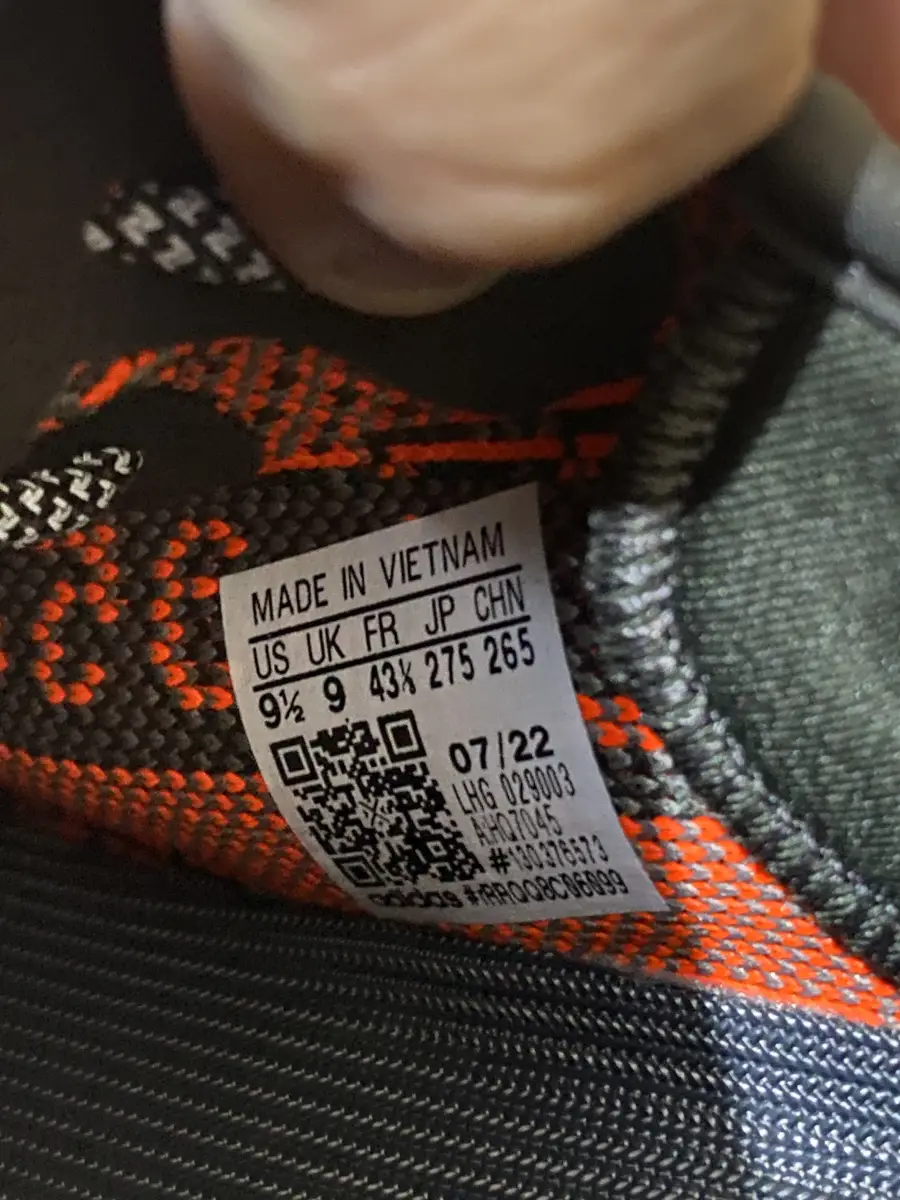 MADE IN VIETNAM
US UK FR JP CHN
9½ 9 43⅓ 275 265
07/22
LHG 029003
AHQ7045
#130376573
adidas